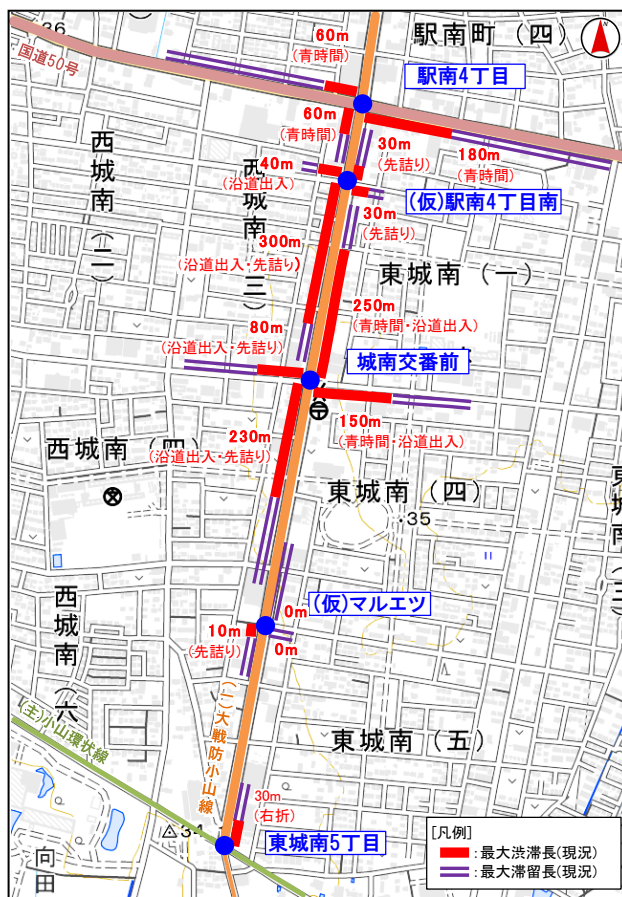 36
60m
(青時間)
駅南町(四)
国道50号
駅南4丁目
60m
(青時間)
30m
(先詰り)
180m
(青時間)
西城南(二)
西城南(三)
40m
(沿道出入)
(仮)駅南4丁目南
30m
(先詰り)
300m
(沿道出入・先詰り)
東城南(一)
250m
(青時間・沿道出入)
80m
(沿道出入・先詰り)
城南交番前
150m
(青時間・沿道出入)
230m
(沿道出入・先詰り)
西城南(四)
東城南(四)
東城南(三)
35
(仮)マルエツ
0m
10m
(先詰り)
0m
西城南(六)
(主)小山環状線
(一)大戦防小山線
東城南(五)
30m
(右折)
34
東城南5丁目
向田
[凡例]
:最大渋滞長(現況)
:最大滞留長(現況)